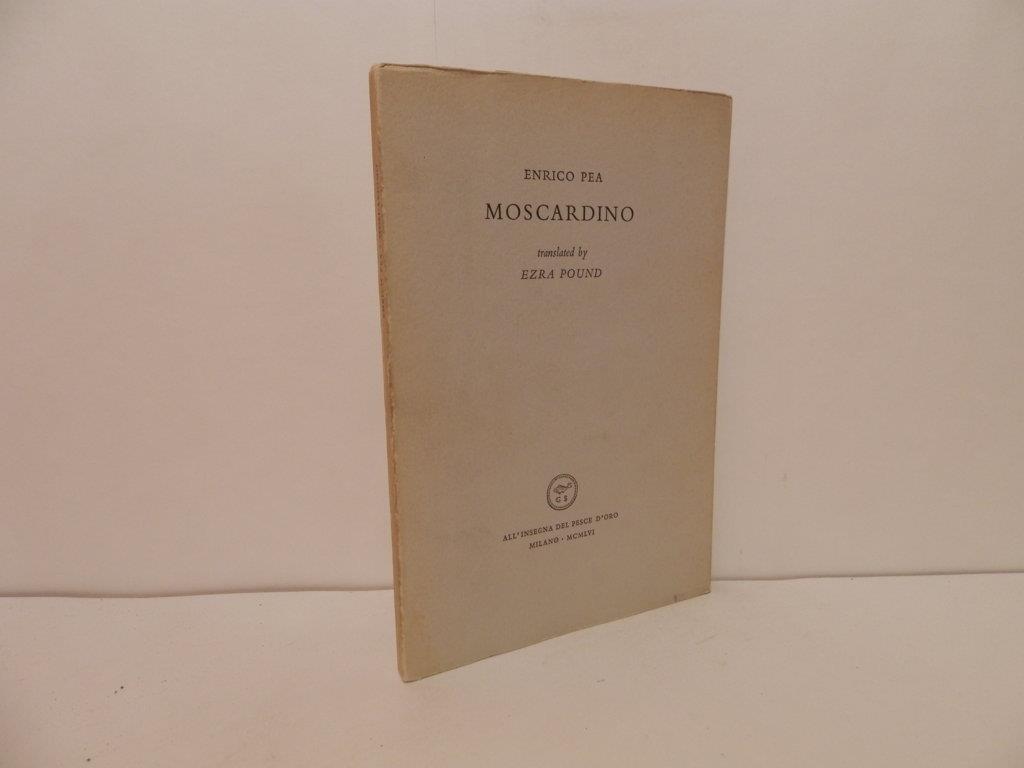 ENRICO PEA
MOSCARDINO
translated by
EZRA POUND
G S
ALL'INSEGNA DEL PESCE D'ORO
MILANO · MCMLVI